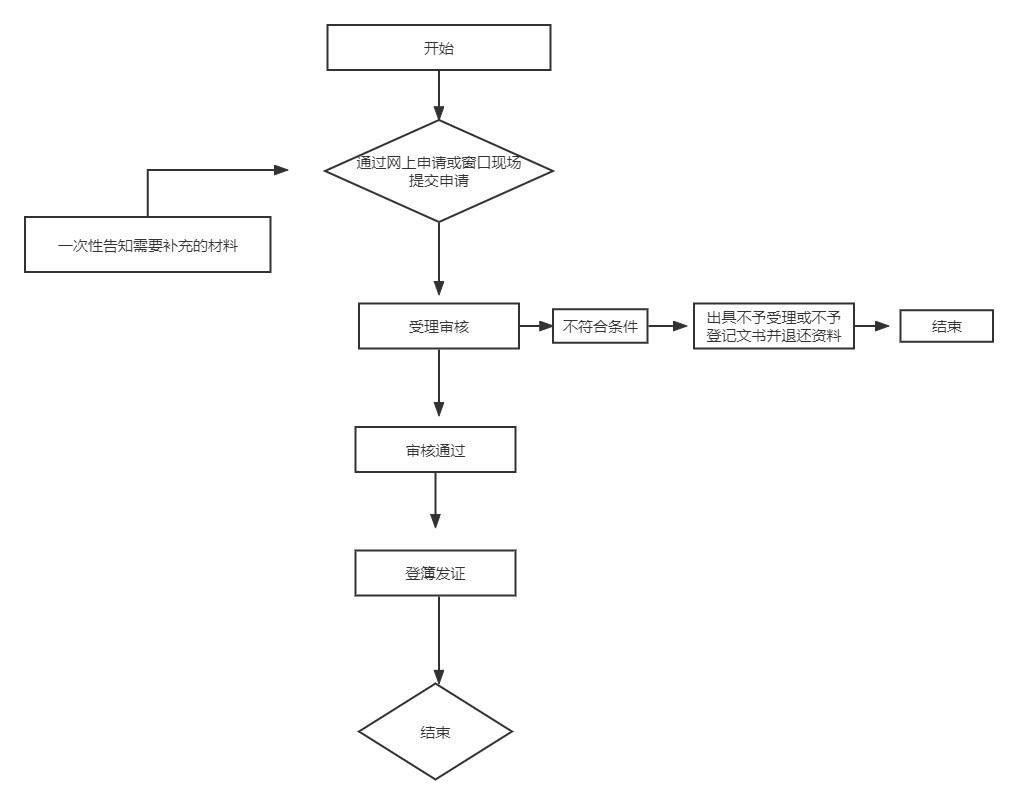 开始
通过网上申请或窗口现场
提交申请
一次性告知需要补充的材料
受理审核
不符合条件
出具不予受理或不予
登记文书并退还资料
结束
审核通过
登簿发证
结束